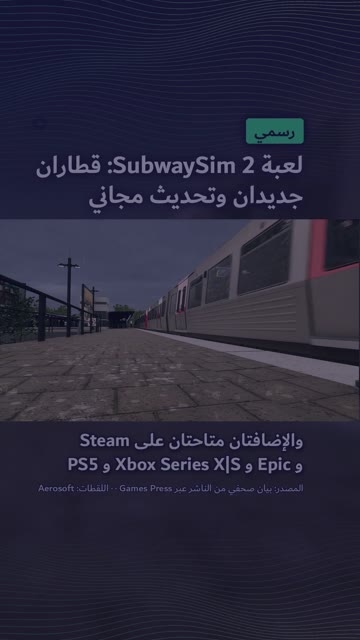 رسمي
لعبة SubwaySim 2: قطاران
جديدان وتحديث مجاني
والإضافتان متاحتان على Steam
و Epic و Xbox Series X|S و PS5
المصدر: بيان صحفي من الناشر عبر Games Press -- اللقطات: Aerosoft